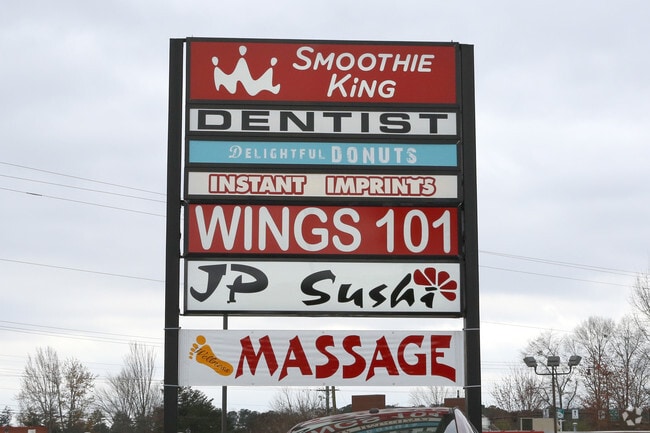 SMOOTHIE
KING
DENTIST
DELIGHTFUL DONUTS
INSTANT IMPRINTS
WINGS 101
JP Sushi
MASSAGE